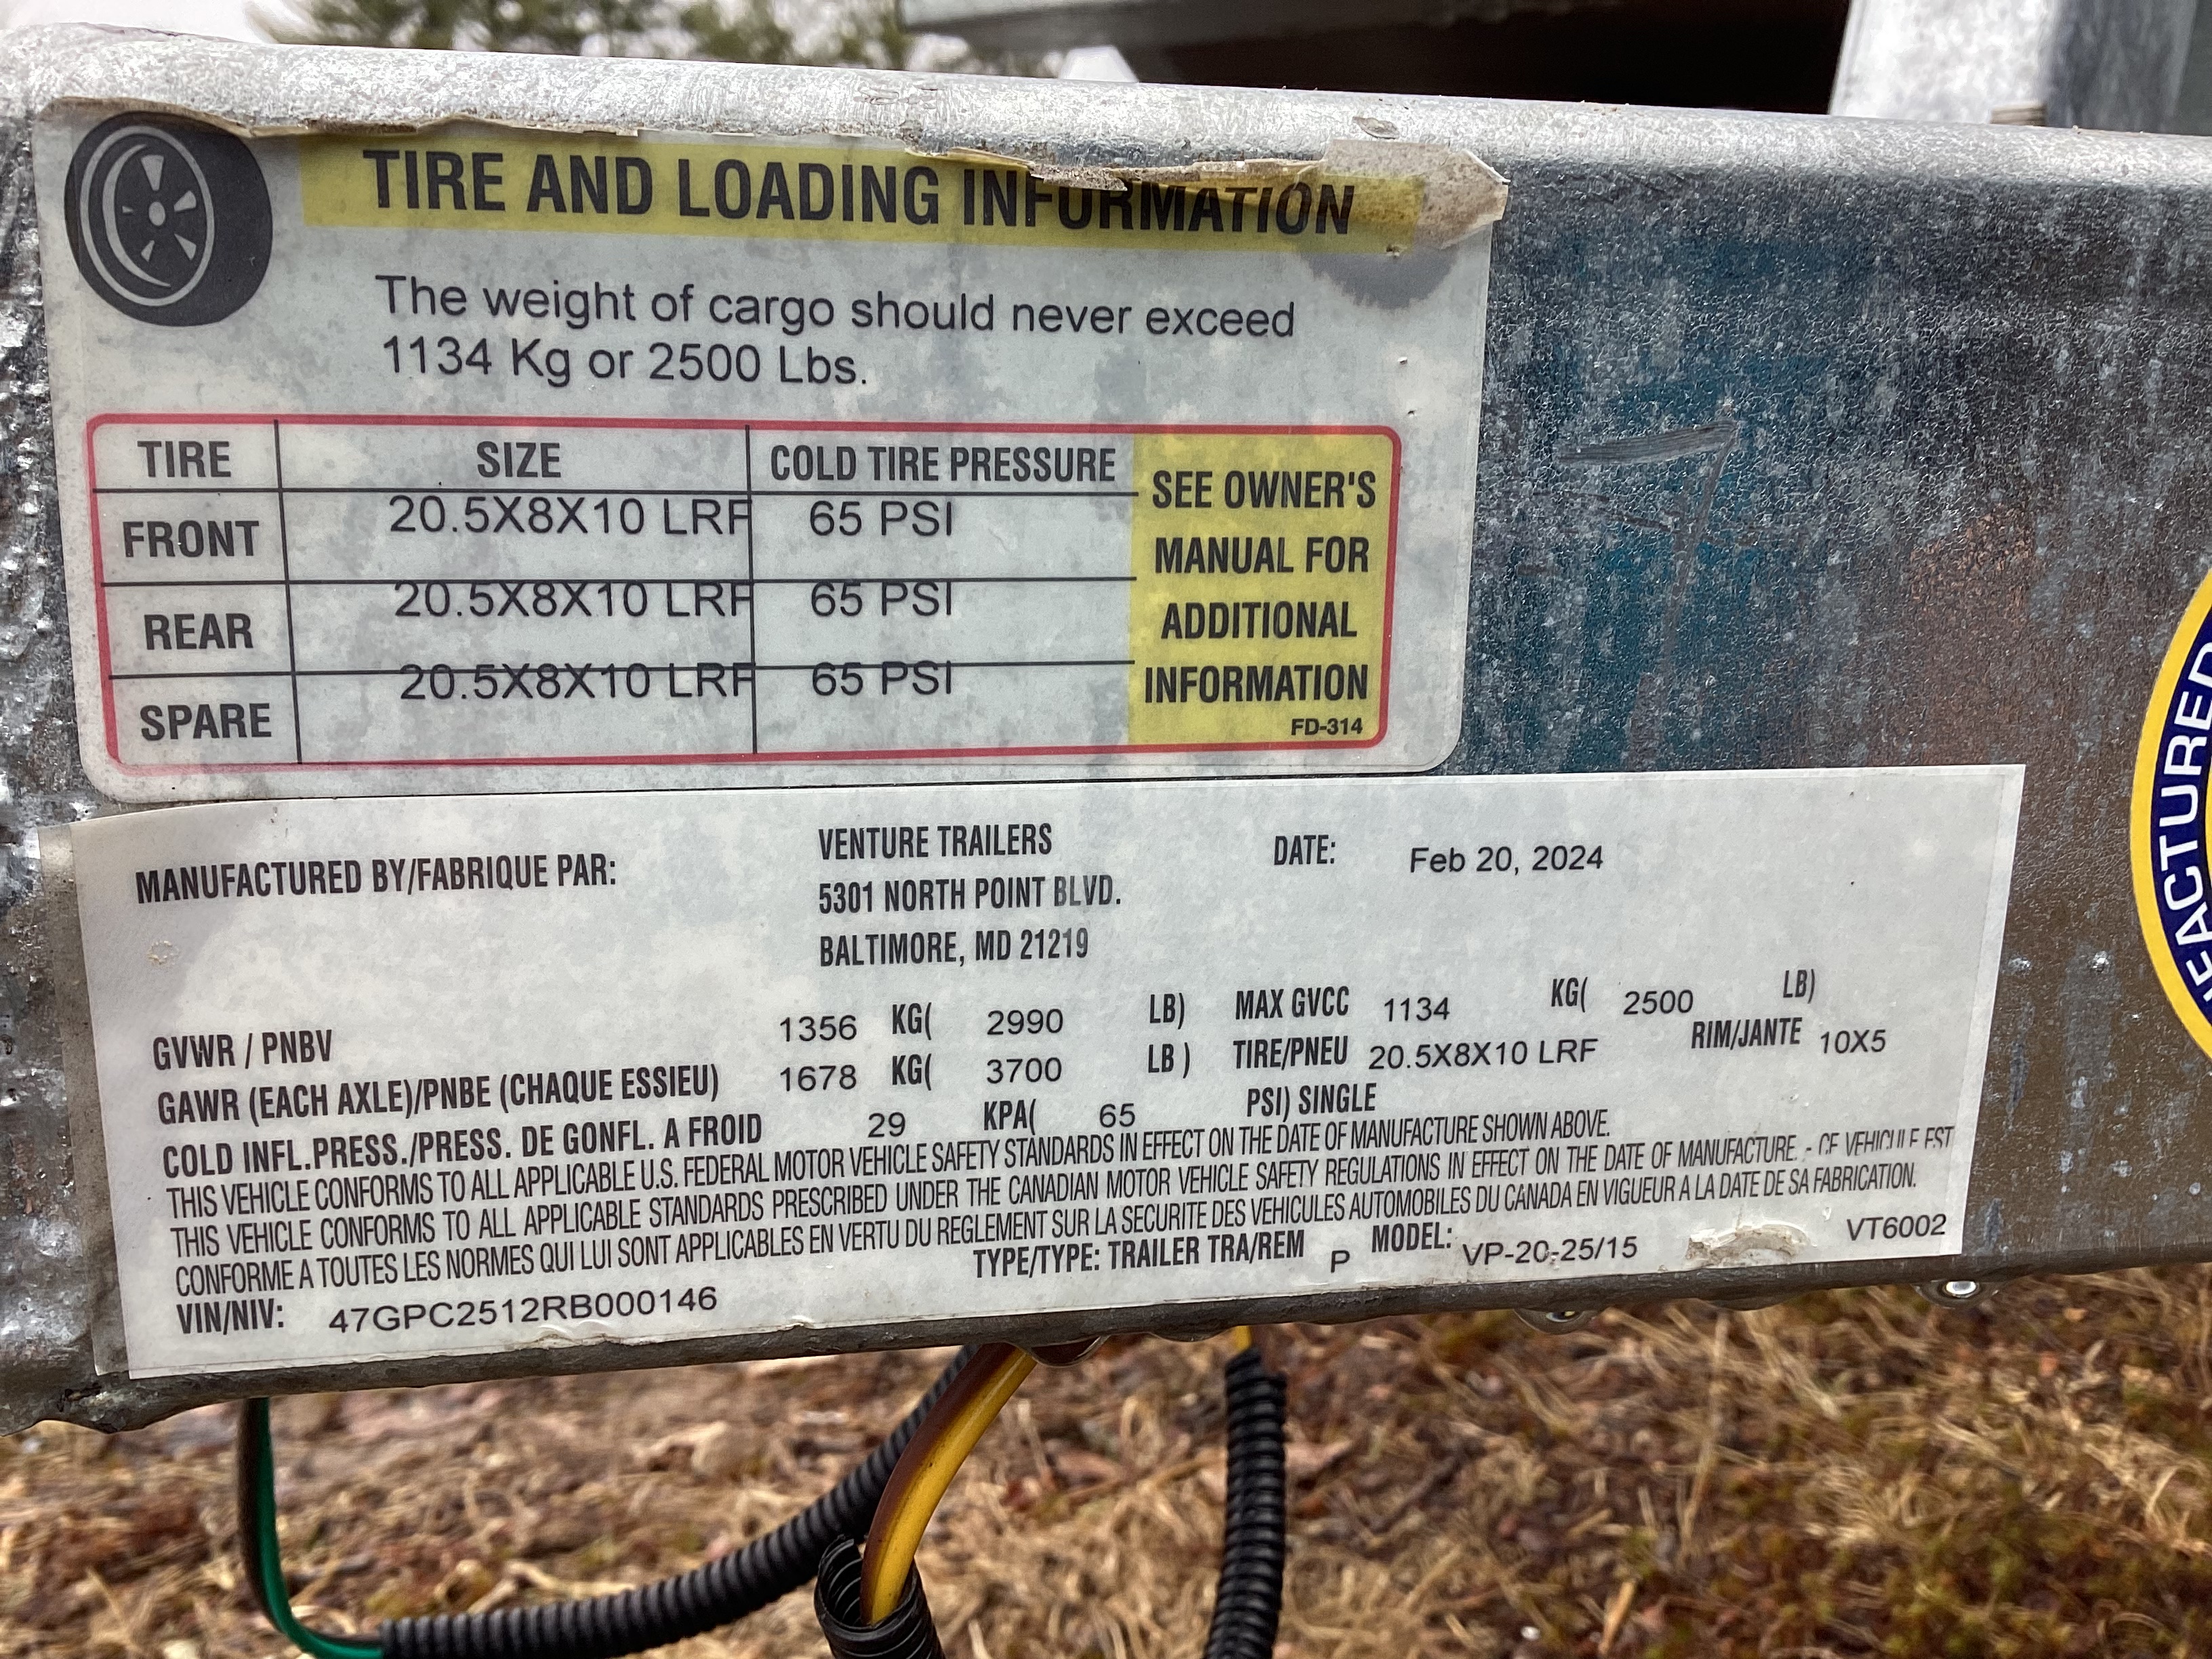 TIRE AND LOADING INFORMATION
The weight of cargo should never exceed
1134 Kg or 2500 Lbs.
TIRE SIZE COLD TIRE PRESSURE
FRONT 20.5X8X10 LRF 65 PSI
REAR 20.5X8X10 LRF 65 PSI
SPARE 20.5X8X10 LRF 65 PSI
SEE OWNER'S
MANUAL FOR
ADDITIONAL
INFORMATION
FD-314
MANUFACTURED BY/FABRIQUE PAR: VENTURE TRAILERS DATE: Feb 20, 2024
5301 NORTH POINT BLVD.
BALTIMORE, MD 21219
GVWR / PNBV 1356 KG( 2990 LB) MAX GVCC 1134 KG( 2500 LB)
GAWR (EACH AXLE)/PNBE (CHAQUE ESSIEU) 1678 KG( 3700 LB ) TIRE/PNEU 20.5X8X10 LRF RIM/JANTE 10X5
COLD INFL.PRESS./PRESS. DE GONFL. A FROID 29 KPA( 65 PSI) SINGLE
THIS VEHICLE CONFORMS TO ALL APPLICABLE U.S. FEDERAL MOTOR VEHICLE SAFETY STANDARDS IN EFFECT ON THE DATE OF MANUFACTURE SHOWN ABOVE.
THIS VEHICLE CONFORMS TO ALL APPLICABLE STANDARDS PRESCRIBED UNDER THE CANADIAN MOTOR VEHICLE SAFETY REGULATIONS IN EFFECT ON THE DATE OF MANUFACTURE. - CE VEHICULE EST
CONFORME A TOUTES LES NORMES QUI LUI SONT APPLICABLES EN VERTU DU REGLEMENT SUR LA SECURITE DES VEHICULES AUTOMOBILES DU CANADA EN VIGUEUR A LA DATE DE SA FABRICATION.
TYPE/TYPE: TRAILER TRA/REM P MODEL: VP-20-25/15 VT6002
VIN/NIV: 47GPC2512RB000146